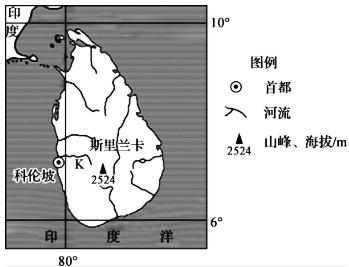 印
度
10°
图例
首都
河流
山峰、海拔/m
2524
斯里兰卡
科伦坡
K
2524
6°
印 度 洋
80°